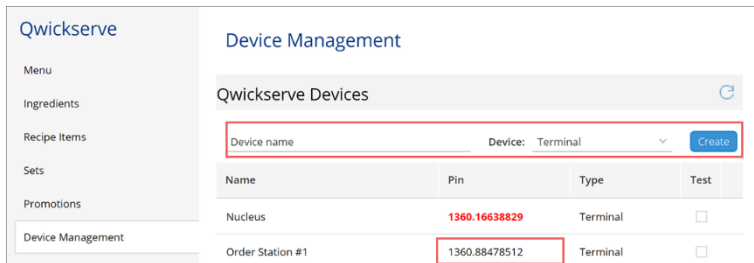 Qwickserve
Menu
Ingredients
Recipe Items
Sets
Promotions
Device Management
Device Management
Qwickserve Devices
Device name Device: Terminal Create
Name Pin Type Test
Nucleus 1360.16638829 Terminal
Order Station #1 1360.88478512 Terminal